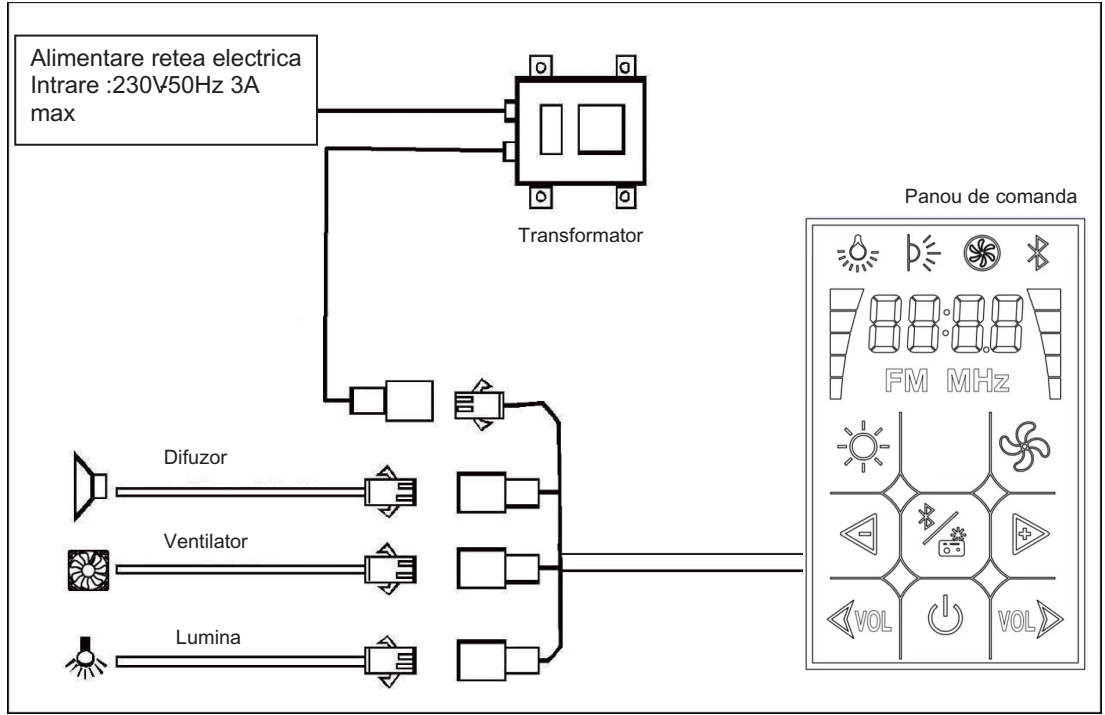 Alimentare retea electrica
Intrare :230V-50Hz 3A
max
Transformator
Panou de comanda
88:8.8
FM MHz
Difuzor
Ventilator
Lumina
VOL
VOL